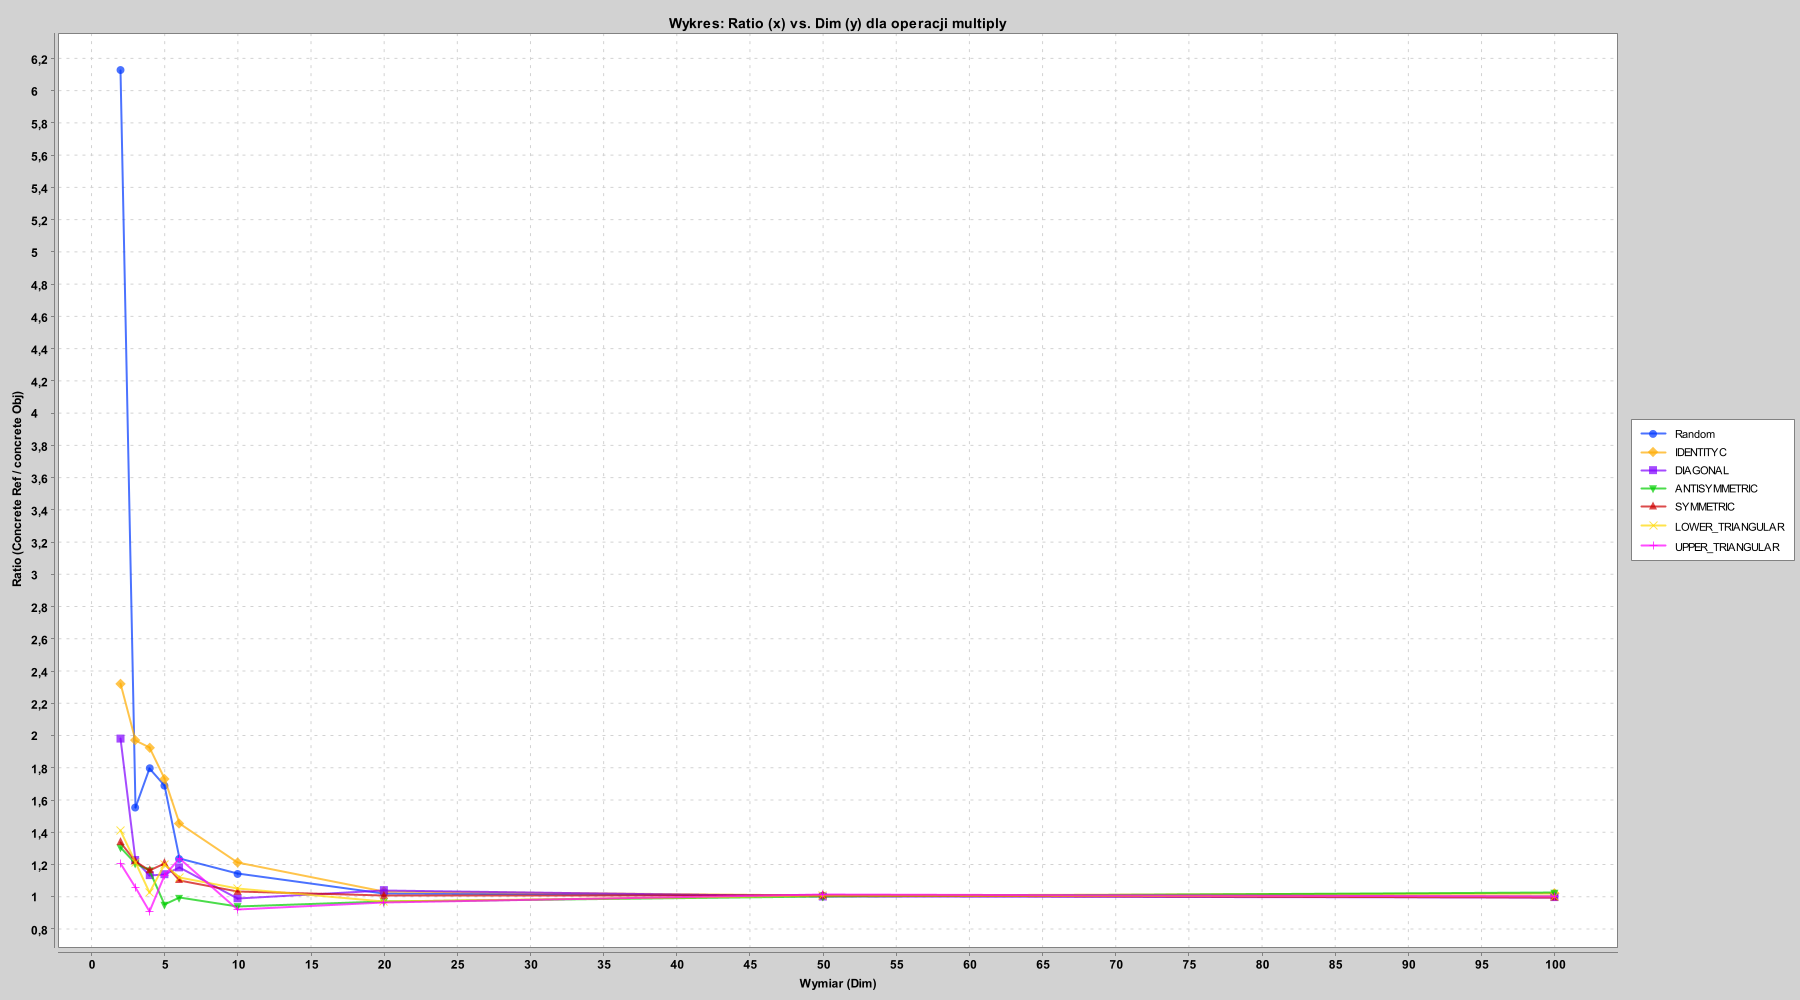 Wykres: Ratio (x) vs. Dim (y) dla operacji multiply
Ratio (Concrete Ref / concrete Obj)
6,2
6
5,8
5,6
5,4
5,2
5
4,8
4,6
4,4
4,2
4
3,8
3,6
3,4
3,2
3
2,8
2,6
2,4
2,2
2
1,8
1,6
1,4
1,2
1
0,8
0 5 10 15 20 25 30 35 40 45 50 55 60 65 70 75 80 85 90 95 100
Wymiar (Dim)
Random
IDENTITYC
DIAGONAL
ANTISYMMETRIC
SYMMETRIC
LOWER_TRIANGULAR
UPPER_TRIANGULAR